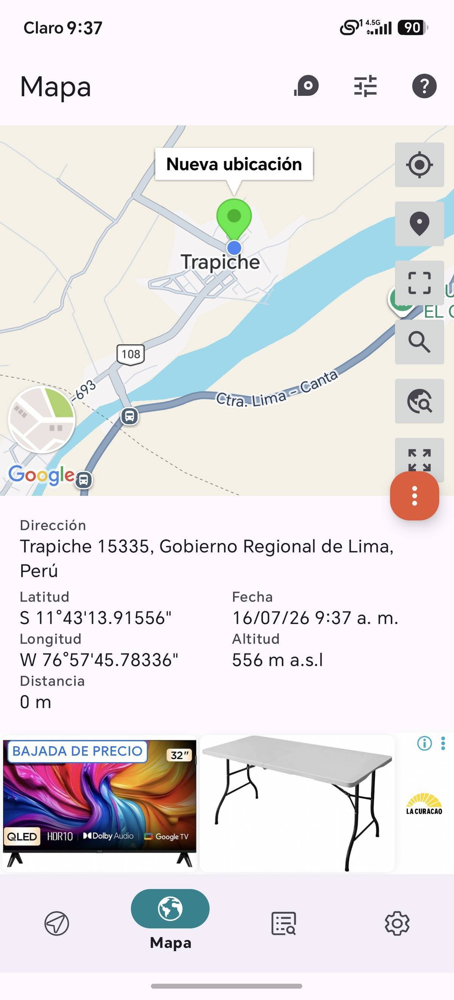 Claro 9:37
1 4.5G
90
Mapa
Nueva ubicación
Trapiche
EL
108
-693
Ctra. Lima - Canta
Google
Dirección
Trapiche 15335, Gobierno Regional de Lima,
Perú
Latitud
S 11°43'13.91556"
Fecha
16/07/26 9:37 a. m.
Longitud
W 76°57'45.78336"
Altitud
556 m a.s.l
Distancia
0 m
BAJADA DE PRECIO
32"
QLED HDR10 Dolby Audio Google TV
LA CURACAO
Mapa